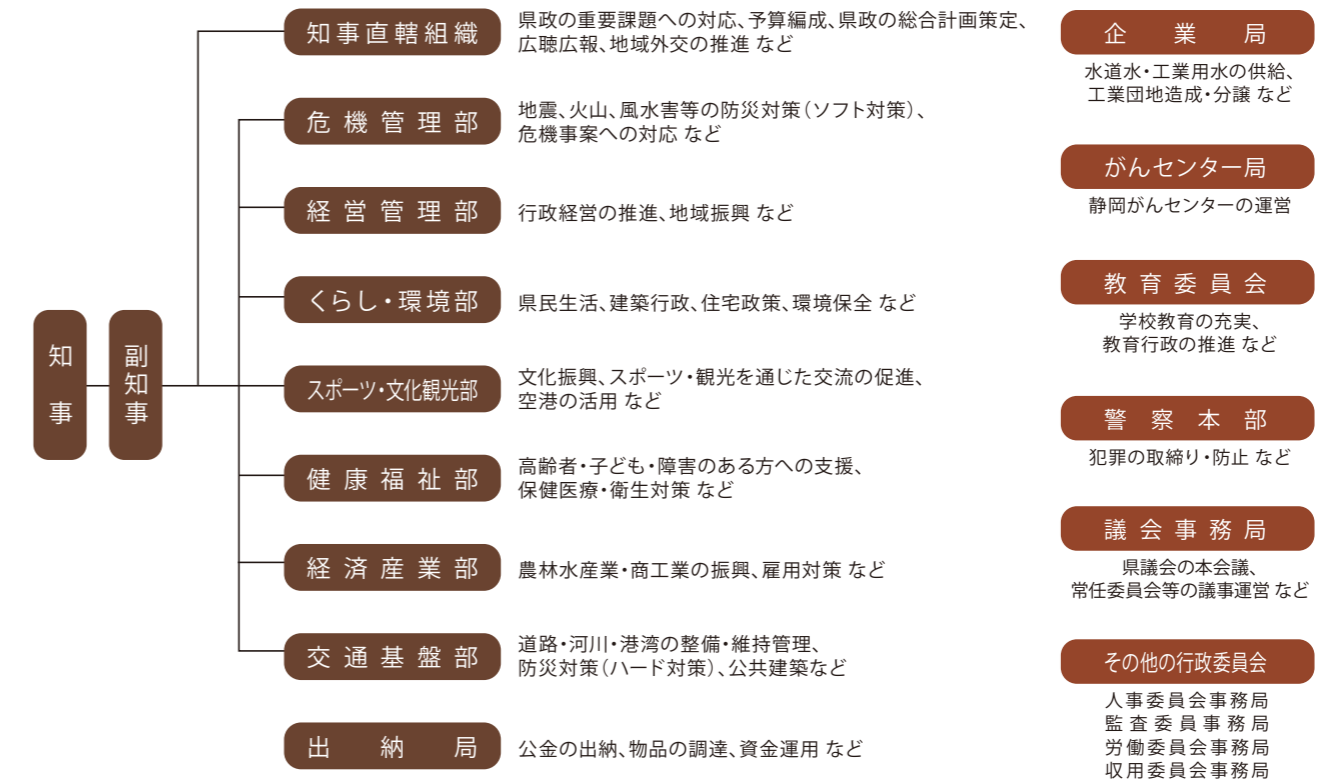 知事
副知事
知事直轄組織
県政の重要課題への対応、予算編成、県政の総合計画策定、
広聴広報、地域外交の推進 など
危機管理部
地震、火山、風水害等の防災対策（ソフト対策）、
危機事案への対応 など
経営管理部
行政経営の推進、地域振興 など
くらし・環境部
県民生活、建築行政、住宅政策、環境保全 など
スポーツ・文化観光部
文化振興、スポーツ・観光を通じた交流の促進、
空港の活用 など
健康福祉部
高齢者・子ども・障害のある方への支援、
保健医療・衛生対策 など
経済産業部
農林水産業・商工業の振興、雇用対策 など
交通基盤部
道路・河川・港湾の整備・維持管理、
防災対策（ハード対策）、公共建築など
出納局
公金の出納、物品の調達、資金運用 など
企業局
水道水・工業用水の供給、
工業団地造成・分譲 など
がんセンター局
静岡がんセンターの運営
教育委員会
学校教育の充実、
教育行政の推進 など
警察本部
犯罪の取締り・防止 など
議会事務局
県議会の本会議、
常任委員会等の議事運営 など
その他の行政委員会
人事委員会事務局
監査委員事務局
労働委員会事務局
収用委員会事務局